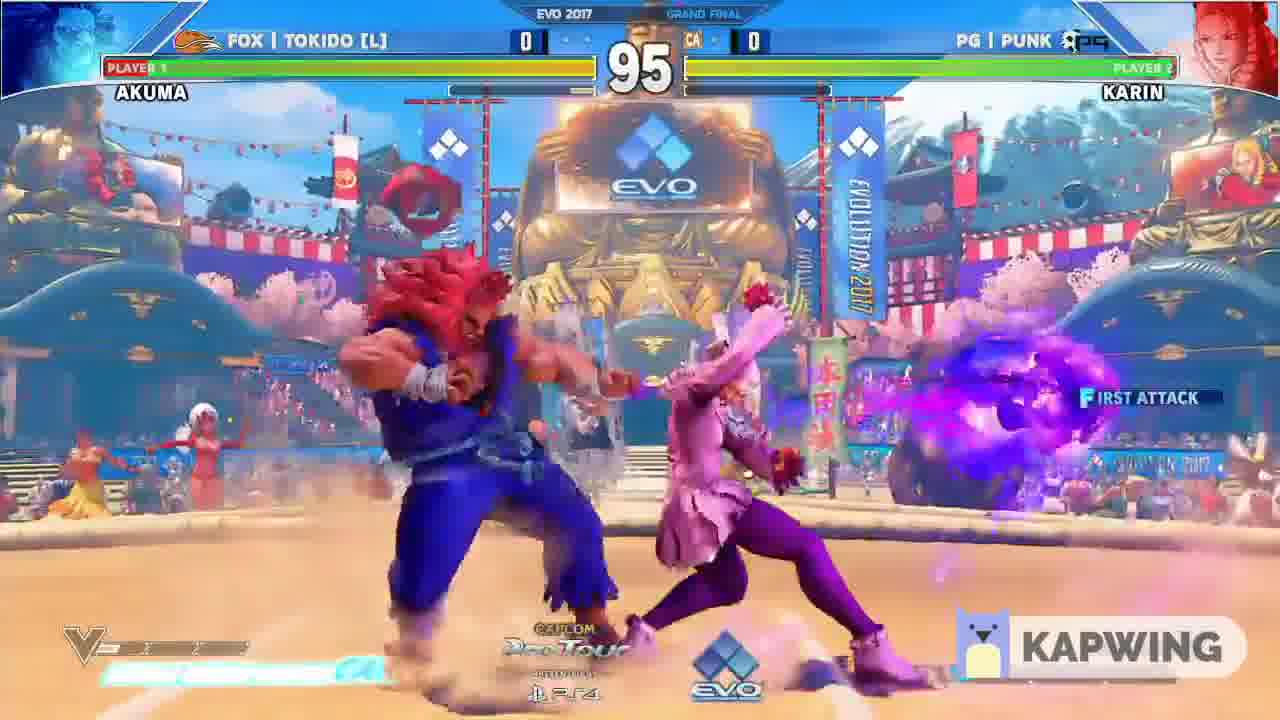 EVO 2017 GRAND FINAL
FOX | TOKIDO [L] 0 CA 0 PG | PUNK
PLAYER 1 95 PLAYER 2
AKUMA KARIN
EVO
EVOLUTION 2017
FIRST ATTACK
CAPCOM
Pro Tour
PS4
EVO
KAPWING